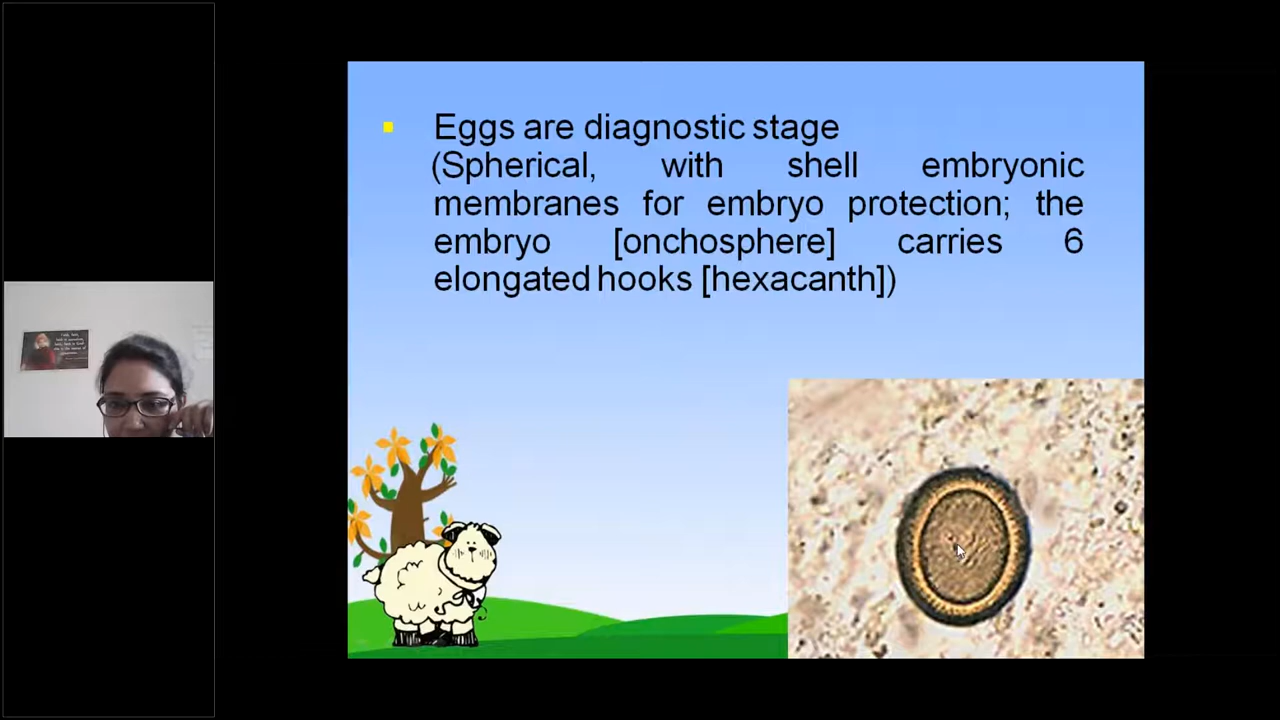 Eggs are diagnostic stage
(Spherical, with shell embryonic
membranes for embryo protection; the
embryo [onchosphere] carries 6
elongated hooks [hexacanth])